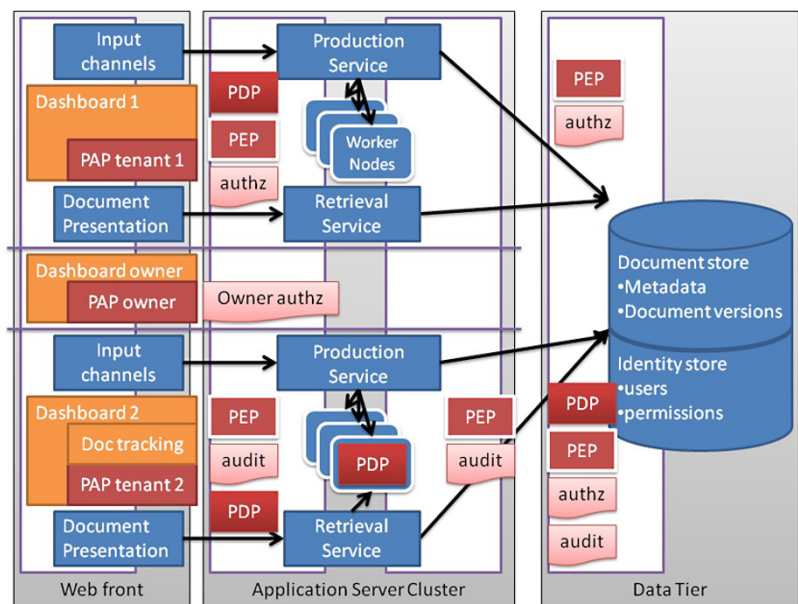 Input
channels
Production
Service
PDP
PEP
Dashboard 1
PEP
authz
PAP tenant 1
Worker
Nodes
authz
Document
Presentation
Retrieval
Service
Dashboard owner
PAP owner
Owner authz
Document store
•Metadata
•Document versions
Input
channels
Production
Service
Identity store
•users
•permissions
Dashboard 2
Doc tracking
PAP tenant 2
PEP
audit
PDP
PDP
PEP
audit
PDP
PEP
authz
audit
Document
Presentation
Retrieval
Service
Web front
Application Server Cluster
Data Tier